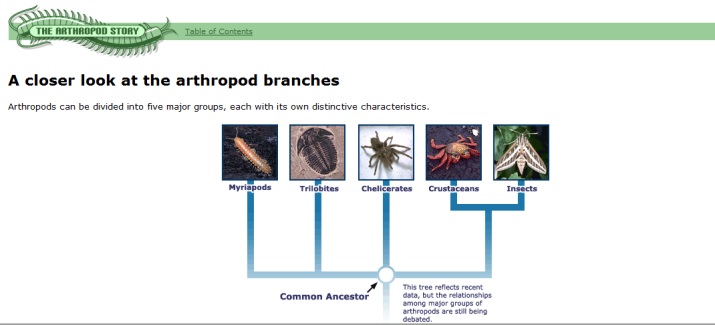 THE ARTHROPOD STORY
Table of Contents
A closer look at the arthropod branches
Arthropods can be divided into five major groups, each with its own distinctive characteristics.
Myriapods Trilobites Chelicerates Crustaceans Insects
Common Ancestor
This tree reflects recent
data, but the relationships
among major groups of
arthropods are still being
debated.